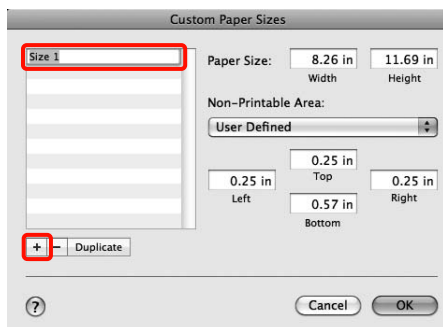 Custom Paper Sizes
Size 1
Paper Size:
8.26 in
11.69 in
Width
Height
Non-Printable Area:
User Defined
0.25 in
Top
0.25 in
0.25 in
Left
Right
0.57 in
Bottom
+ − Duplicate
?
Cancel
OK